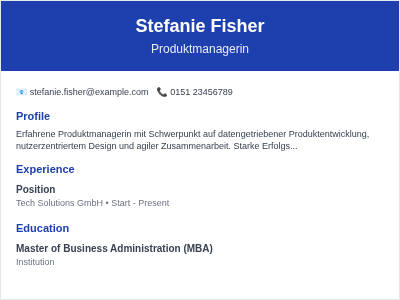 Stefanie Fisher
Produktmanagerin
stefanie.fisher@example.com 0151 23456789
Profile
Erfahrene Produktmanagerin mit Schwerpunkt auf datengetriebener Produktentwicklung,
nutzerzentriertem Design und agiler Zusammenarbeit. Starke Erfolgs...
Experience
Position
Tech Solutions GmbH • Start - Present
Education
Master of Business Administration (MBA)
Institution